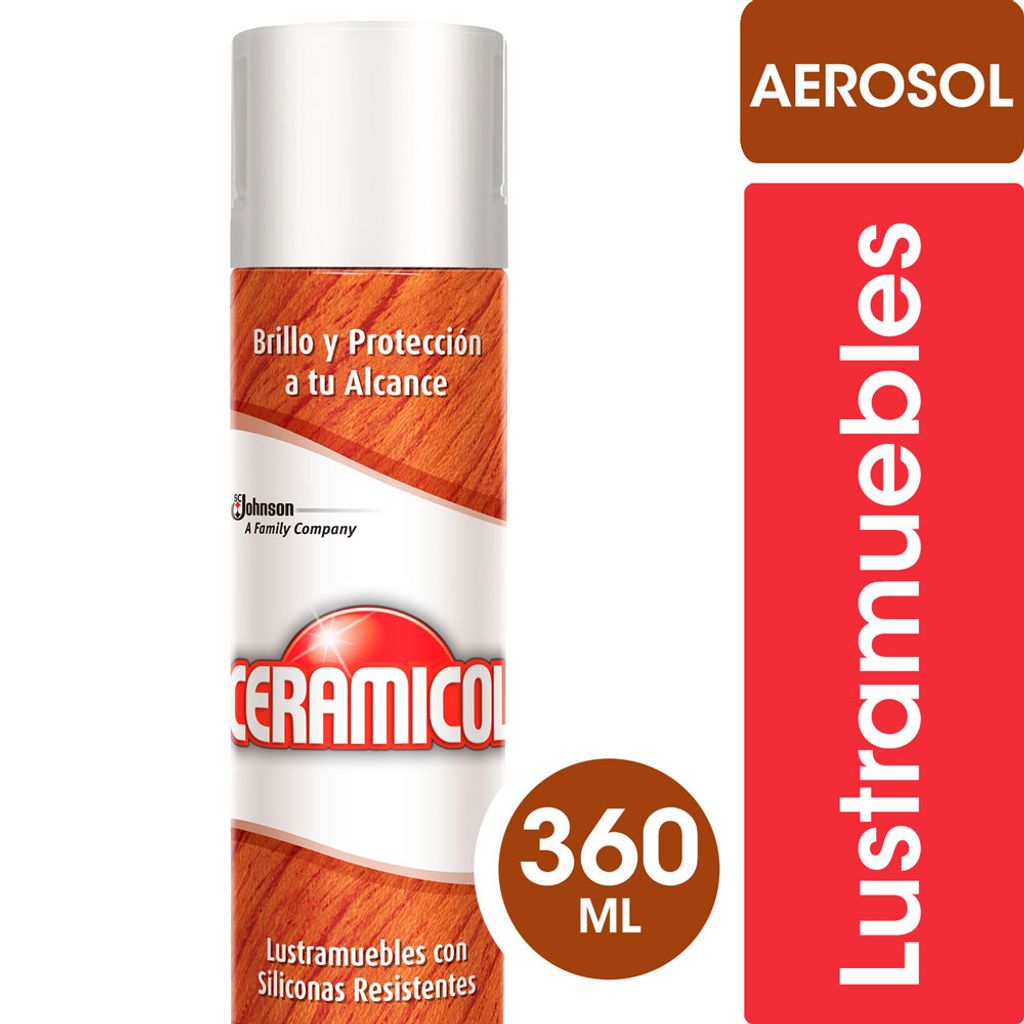 AEROSOL
Brillo y Protección
a tu Alcance
SC
Johnson
A Family Company
CERAMICOL
Lustramuebles
360
ML
Lustramuebles con
Siliconas Resistentes